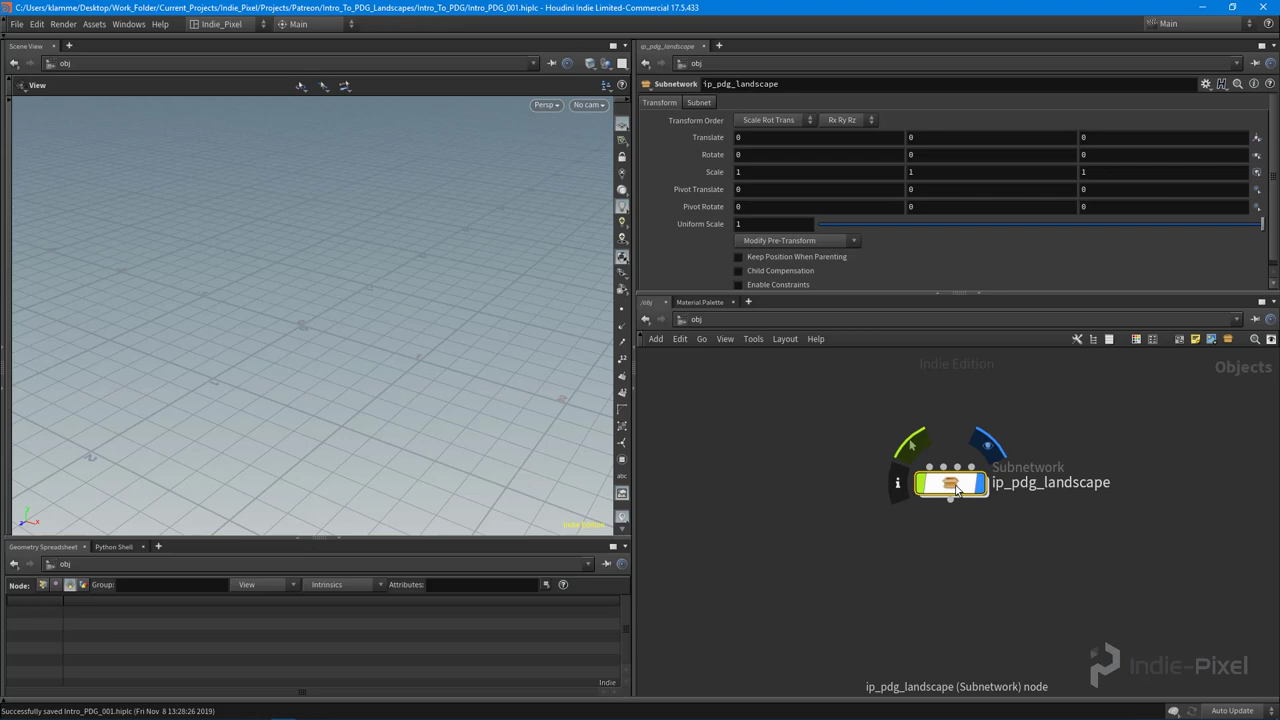 C:/Users/klamme/Desktop/Work_Folder/Current_Projects/Indie_Pixel/Projects/Patreon/Intro_To_PDG_Landscapes/Intro_To_PDG/Intro_PDG_001.hiplc - Houdini Indie Limited-Commercial 17.5.433
File Edit Render Assets Windows Help Indie_Pixel Main Main
Scene View
obj
View
Persp
No cam
Indie Edition
Geometry Spreadsheet Python Shell
obj
Node: Group: View Intrinsics Attributes:
Indie
ip_pdg_landscape
obj
Subnetwork ip_pdg_landscape
Transform Subnet
Transform Order Scale Rot Trans Rx Ry Rz
Translate 0 0 0
Rotate 0 0 0
Scale 1 1 1
Pivot Translate 0 0 0
Pivot Rotate 0 0 0
Uniform Scale 1
Modify Pre-Transform
Keep Position When Parenting
Child Compensation
Enable Constraints
/obj Material Palette
obj
Add Edit Go View Tools Layout Help
Indie Edition
Objects
Subnetwork
ip_pdg_landscape
Indie-Pixel
ip_pdg_landscape (Subnetwork) node
Successfully saved Intro_PDG_001.hiplc (Fri Nov 8 13:28:26 2019)
Auto Update